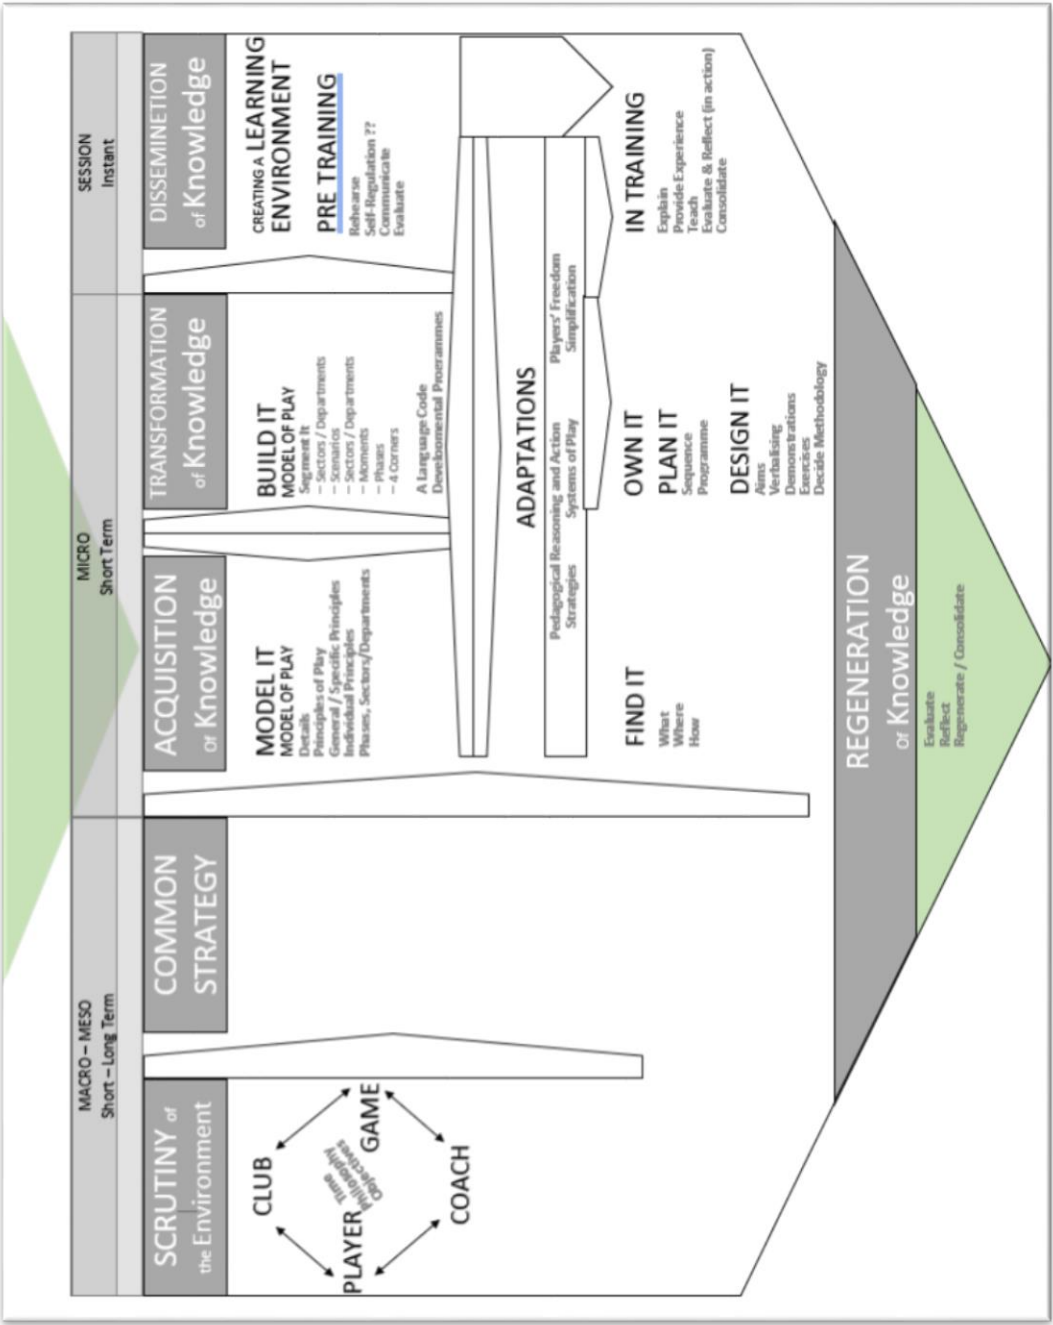 MACRO – MESO
Short – Long Term
MICRO
Short Term
SESSION
Instant
SCRUTINY of
the Environment
COMMON
STRATEGY
ACQUISITION
of Knowledge
TRANSFORMATION
of Knowledge
DISSEMINETION
of Knowledge
CLUB
PLAYER
Time
Philosophy
Objectives
GAME
COACH
MODEL IT
MODEL OF PLAY
Details
Principles of Play
General / Specific Principles
Individual Principles
Phases, Sectors/Departments
BUILD IT
MODEL OF PLAY
Segment It
– Sectors / Departments
– Scenarios
– Sectors / Departments
– Moments
– Phases
– 4 Corners
A Language Code
Developmental Programmes
CREATING A LEARNING
ENVIRONMENT
PRE TRAINING
Rehearse
Self-Regulation ??
Communicate
Evaluate
ADAPTATIONS
Pedagogical Reasoning and Action
Players' Freedom
Strategies
Systems of Play
Simplification
FIND IT
What
Where
How
OWN IT
PLAN IT
Sequence
Programme
DESIGN IT
Aims
Verbalising
Demonstrations
Exercises
Decide Methodology
IN TRAINING
Explain
Provide Experience
Teach
Evaluate & Reflect (in action)
Consolidate
REGENERATION
of Knowledge
Evaluate
Reflect
Regenerate / Consolidate